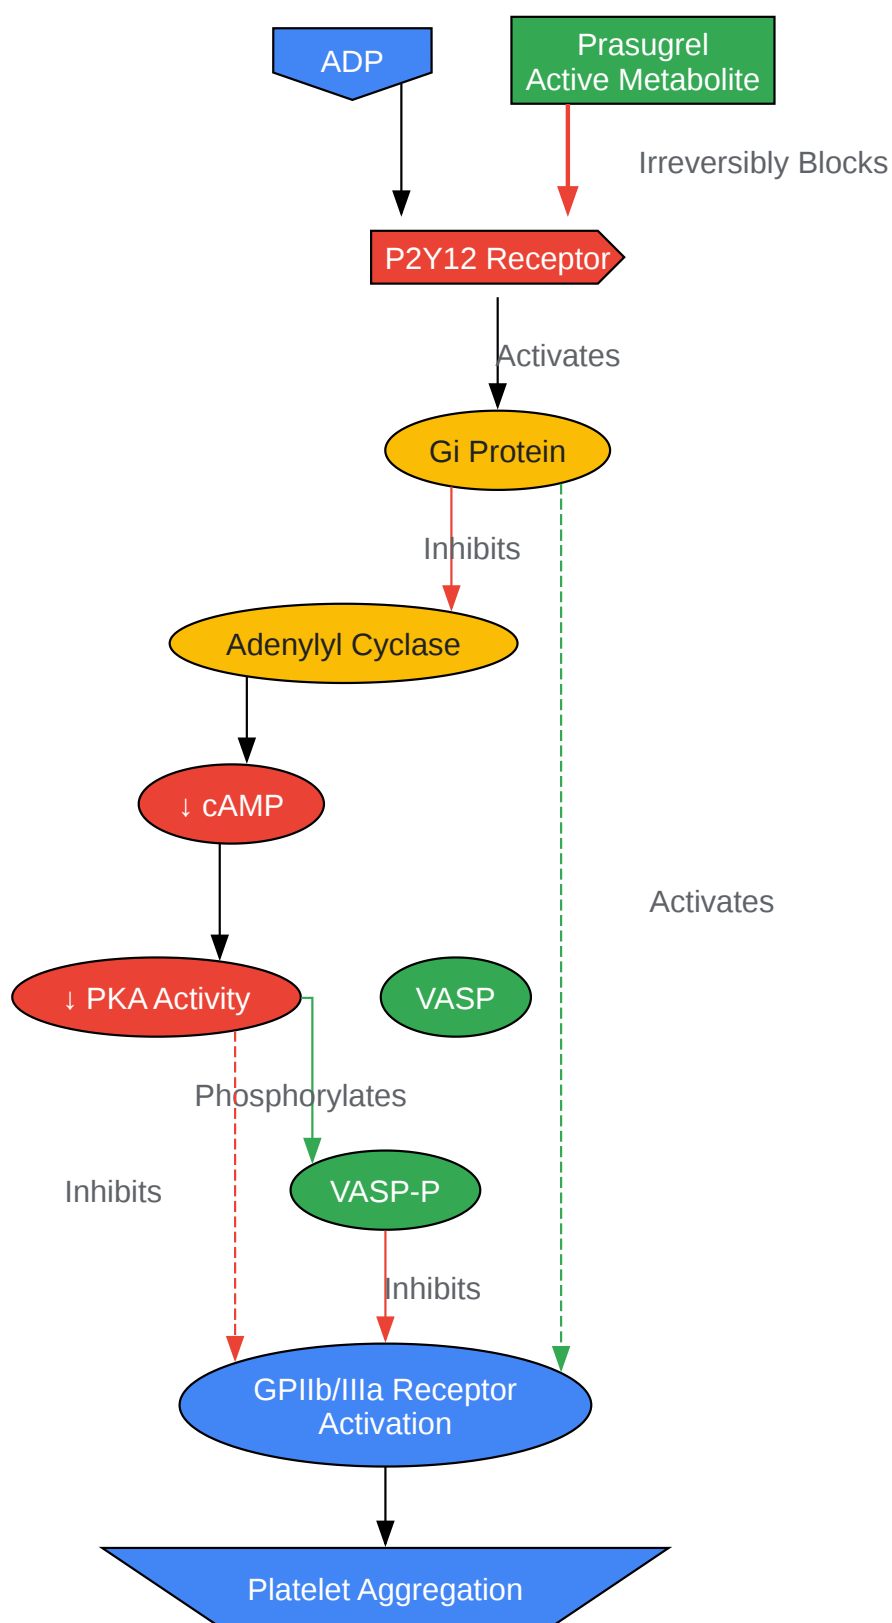 ADP
Prasugrel
Active Metabolite
Irreversibly Blocks
P2Y12 Receptor
Activates
Gi Protein
Inhibits
Adenylyl Cyclase
↓ cAMP
Activates
↓ PKA Activity
VASP
Phosphorylates
Inhibits
VASP-P
Inhibits
GPIIb/IIIa Receptor
Activation
Platelet Aggregation